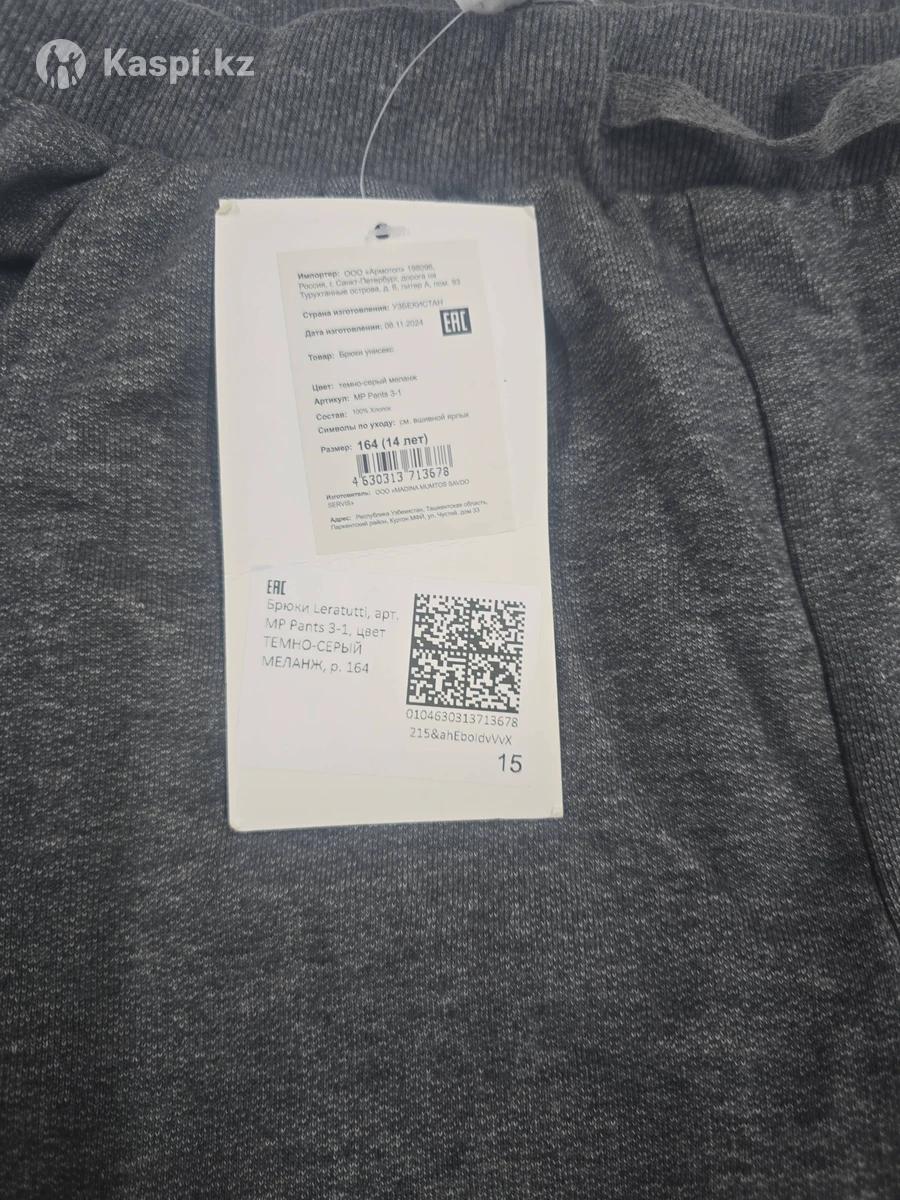 Kaspi.kz
Импортер: ООО «Армотоп» 198096,
Россия, г. Санкт-Петербург, дорога на
Турухтанные острова, д. 8, литер А, пом. 93
Страна изготовления: УЗБЕКИСТАН
Дата изготовлении: 08.11.2024
EAC
Товар: Брюки унисекс
Цвет: темно-серый меланж
Артикул: MP Pants 3-1
Состав: 100% Хлопок
Символы по уходу: см. вшивной ярлык
Размер: 164 (14 лет)
4 630313 713678
Изготовитель: ООО «MADINA MUMTOS SAVDO
SERVIS»
Адрес: Республика Узбекистан, Ташкентская область,
Паркентский район, Куптон МФЙ, ул. Чустий, дом 33
EAC
Брюки Leratutti, арт.
MP Pants 3-1, цвет
ТЕМНО-СЕРЫЙ
МЕЛАНЖ, р. 164
0104630313713678
215&ahEboIdvVvX
15